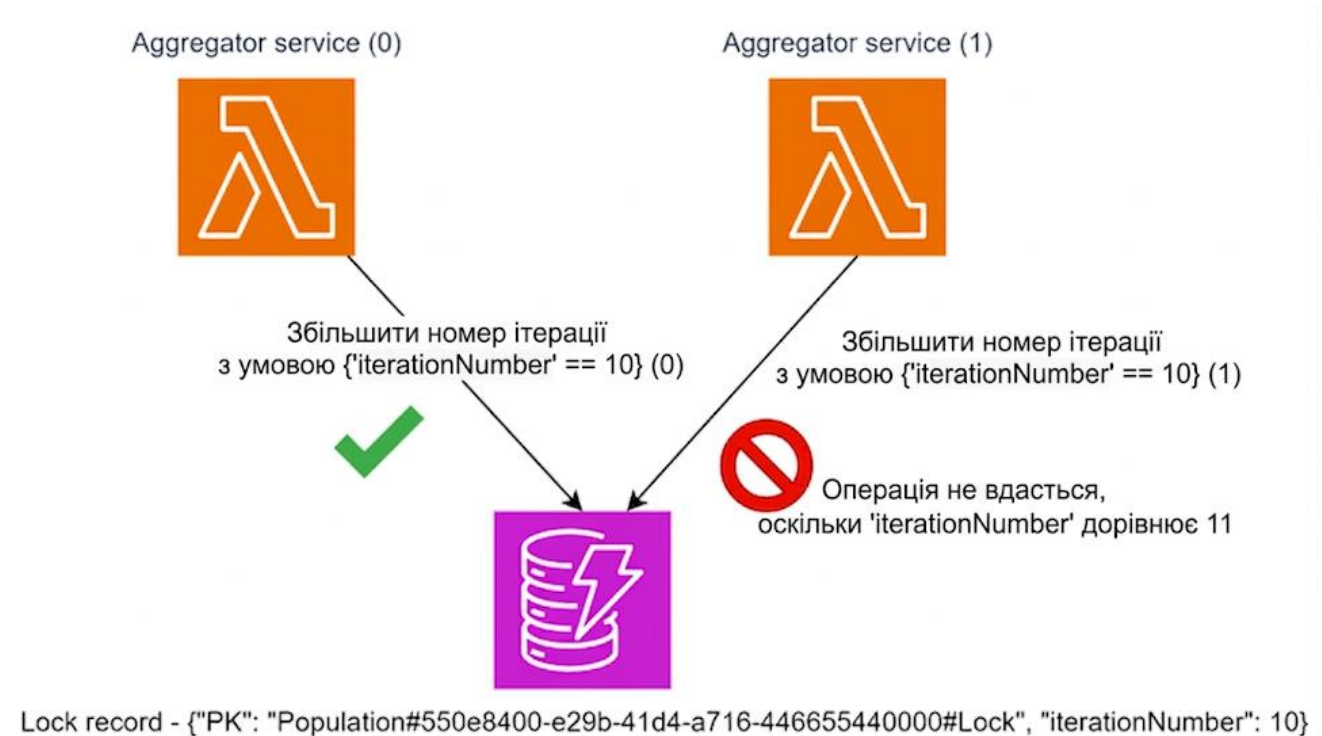 Aggregator service (0)
Aggregator service (1)
Збільшити номер ітерації
з умовою {'iterationNumber' == 10} (0)
Збільшити номер ітерації
з умовою {'iterationNumber' == 10} (1)
Операція не вдасться,
оскільки 'iterationNumber' дорівнює 11
Lock record - {"PK": "Population#550e8400-e29b-41d4-a716-446655440000#Lock", "iterationNumber": 10}